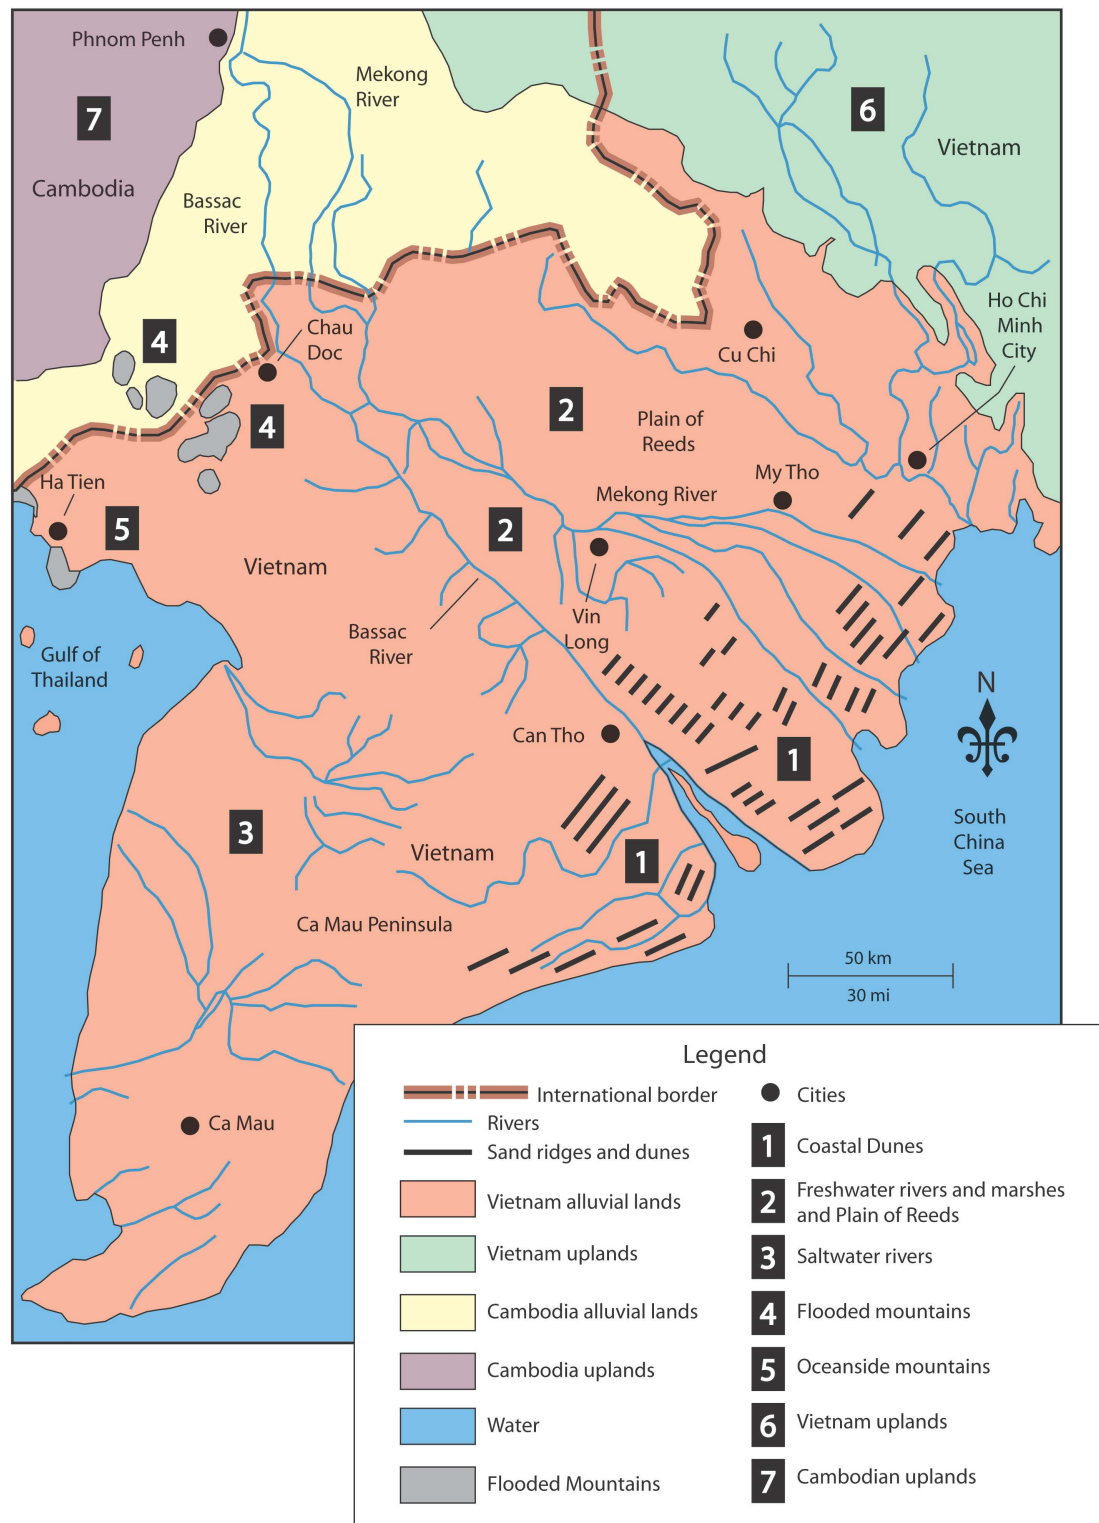 Phnom Penh
7
Cambodia
Mekong
River
Bassac
River
6
Vietnam
4
Chau
Doc
4
Ho Chi
Minh
City
Cu Chi
2
Plain of
Reeds
My Tho
Mekong River
Ha Tien
5
2
Vietnam
Vin
Long
Bassac
River
Gulf of
Thailand
N
Can Tho
1
South
China
Sea
3
Vietnam
1
Ca Mau Peninsula
50 km
30 mi
Ca Mau
Legend
International border
Rivers
Sand ridges and dunes
Vietnam alluvial lands
Vietnam uplands
Cambodia alluvial lands
Cambodia uplands
Water
Flooded Mountains
Cities
1 Coastal Dunes
2 Freshwater rivers and marshes
and Plain of Reeds
3 Saltwater rivers
4 Flooded mountains
5 Oceanside mountains
6 Vietnam uplands
7 Cambodian uplands